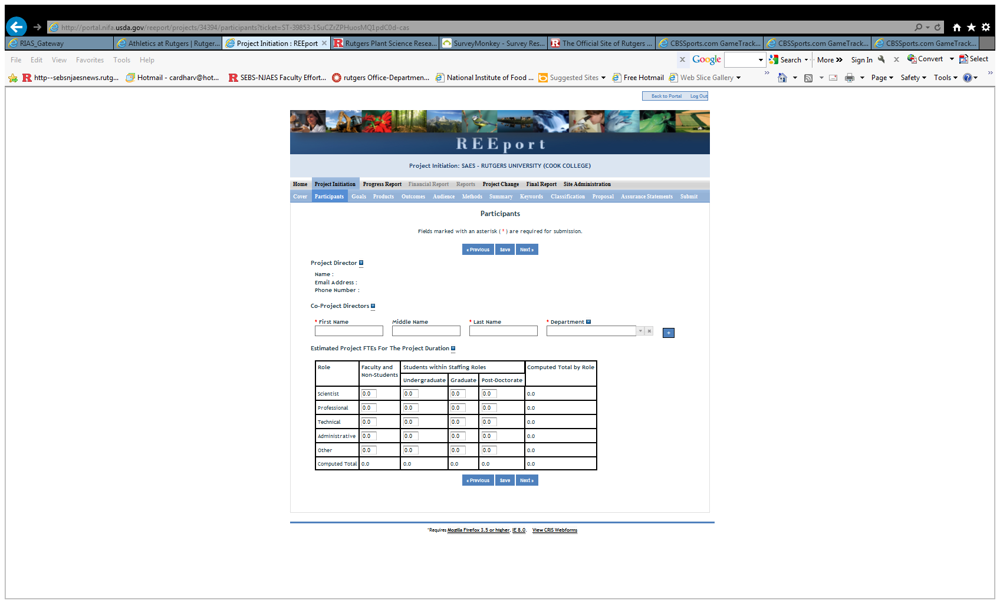 http://portal.nifa.usda.gov/reeport/projects/34394/participants?ticket=ST-39853-1SuCZrZPHuosMQ1pdC0d-cas
RIAS_Gateway Athletics at Rutgers | Rutger... Project Initiation : REEport Rutgers Plant Science Resea... SurveyMonkey - Survey Res... The Official Site of Rutgers ... CBSSports.com GameTrack... CBSSports.com GameTrack... CBSSports.com GameTrack...
File Edit View Favorites Tools Help x Google Search More » Sign In x Convert Select
http--sebsnjaesnews.rutg... Hotmail - cardharv@hot... SEBS-NJAES Faculty Effort... rutgers Office-Departmen... National Institute of Food ... Suggested Sites Free Hotmail Web Slice Gallery » Page Safety Tools »
Back to Portal Log Out
REEport
Project Initiation: SAES - RUTGERS UNIVERSITY (COOK COLLEGE)
Home Project Initiation Progress Report Financial Report Reports Project Change Final Report Site Administration
Cover Participants Goals Products Outcomes Audience Methods Summary Keywords Classification Proposal Assurance Statements Submit
Participants
Fields marked with an asterisk ( * ) are required for submission.
« Previous Save Next »
Project Director
Name :
Email Address :
Phone Number :
Co-Project Directors
* First Name Middle Name * Last Name * Department
+
Estimated Project FTEs For The Project Duration
Role Faculty and Non-Students Students within Staffing Roles Computed Total by Role
Undergraduate Graduate Post-Doctorate
Scientist 0.0 0.0 0.0 0.0 0.0
Professional 0.0 0.0 0.0 0.0 0.0
Technical 0.0 0.0 0.0 0.0 0.0
Administrative 0.0 0.0 0.0 0.0 0.0
Other 0.0 0.0 0.0 0.0 0.0
Computed Total 0.0 0.0 0.0 0.0 0.0
« Previous Save Next »
*Requires Mozilla Firefox 3.5 or higher, IE 8.0. View CRIS Webforms